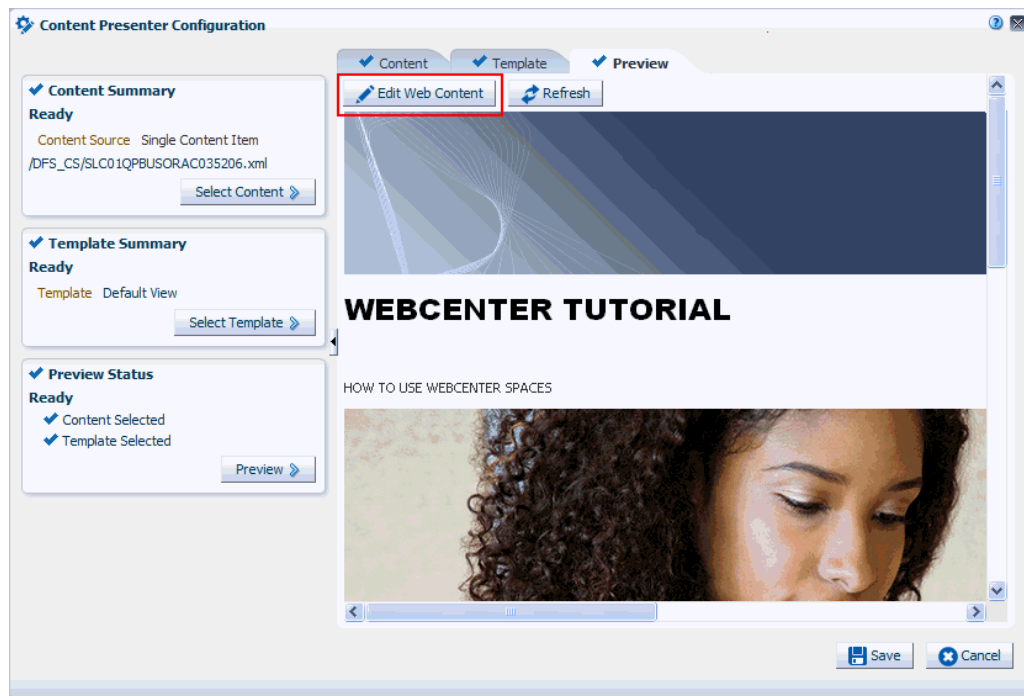 Content Presenter Configuration
Content
Template
Preview
Content Summary
Ready
Content Source Single Content Item
/DFS_CS/SLC01QPBUSORAC035206.xml
Select Content
Template Summary
Ready
Template Default View
Select Template
Preview Status
Ready
Content Selected
Template Selected
Preview
Edit Web Content
Refresh
WEBCENTER TUTORIAL
HOW TO USE WEBCENTER SPACES
Save
Cancel